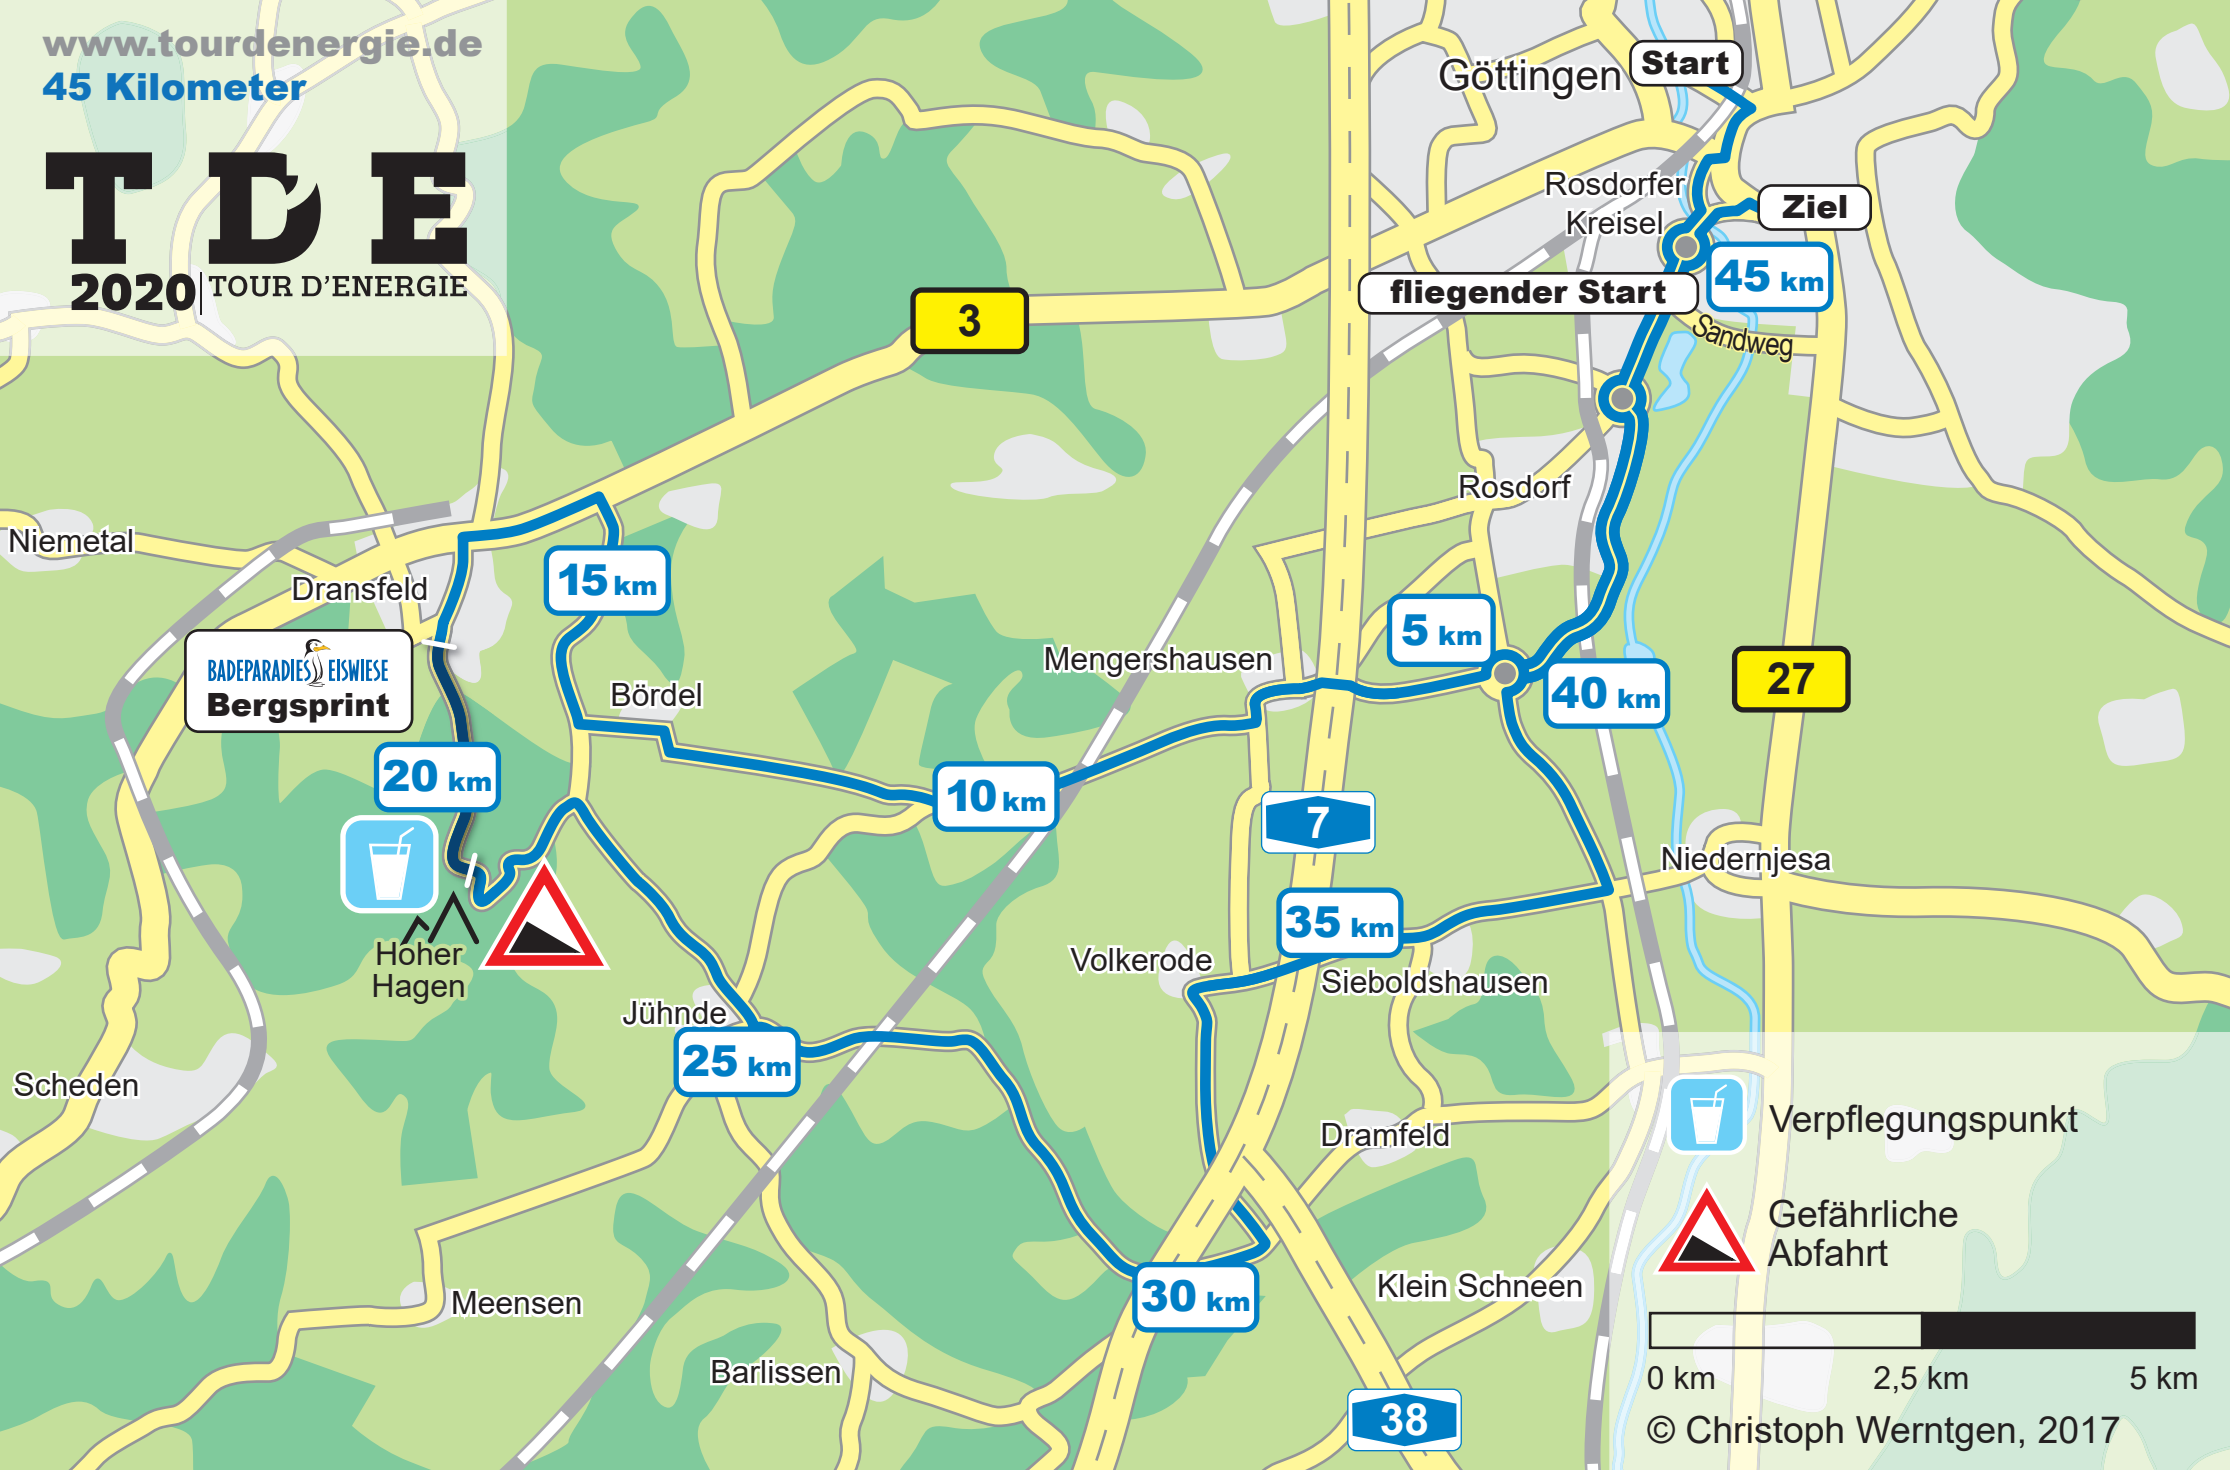 www.tourdenergie.de
45 Kilometer
TDE
2020 TOUR D'ENERGIE
Göttingen
Start
Rosdorfer
Kreisel
Ziel
45 km
fliegender Start
Sandweg
3
Rosdorf
Niemetal
Dransfeld
15 km
5 km
BADEPARADIES EISWIESE
Bergsprint
Mengershausen
Bördel
40 km
27
20 km
10 km
7
Niedernjesa
35 km
Hoher
Hagen
Volkerode
Sieboldshausen
Jühnde
25 km
Scheden
Dramfeld
Verpflegungspunkt
Gefährliche
Abfahrt
Meensen
30 km
Klein Schneen
Barlissen
38
0 km 2,5 km 5 km
© Christoph Werntgen, 2017